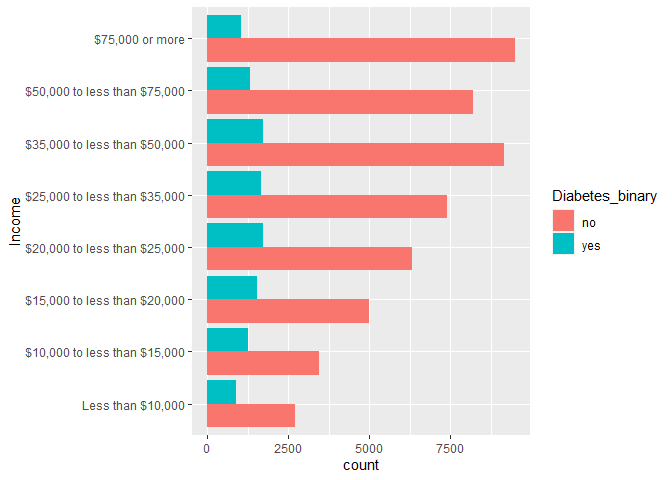 $75,000 or more
$50,000 to less than $75,000
$35,000 to less than $50,000
$25,000 to less than $35,000
$20,000 to less than $25,000
$15,000 to less than $20,000
$10,000 to less than $15,000
Less than $10,000
Income
0 2500 5000 7500
count
Diabetes_binary
no
yes